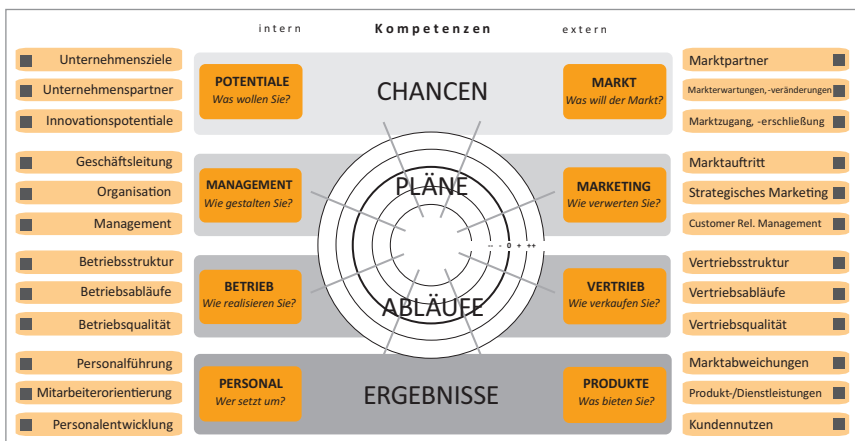 intern Kompetenzen extern
Unternehmensziele
Unternehmenspartner
Innovationspotentiale
POTENTIALE
Was wollen Sie?
CHANCEN
MARKT
Was will der Markt?
Marktpartner
Markterwartungen,-veränderungen
Marktzugang, -erschließung
Geschäftsleitung
Organisation
Management
MANAGEMENT
Wie gestalten Sie?
PLÄNE
MARKETING
Wie verwerten Sie?
Marktauftritt
Strategisches Marketing
Customer Rel. Management
-- - 0 + ++
Betriebsstruktur
Betriebsabläufe
Betriebsqualität
BETRIEB
Wie realisieren Sie?
ABLÄUFE
VERTRIEB
Wie verkaufen Sie?
Vertriebsstruktur
Vertriebsabläufe
Vertriebsqualität
Personalführung
Mitarbeiterorientierung
Personalentwicklung
PERSONAL
Wer setzt um?
ERGEBNISSE
PRODUKTE
Was bieten Sie?
Marktabweichungen
Produkt-/Dienstleistungen
Kundennutzen